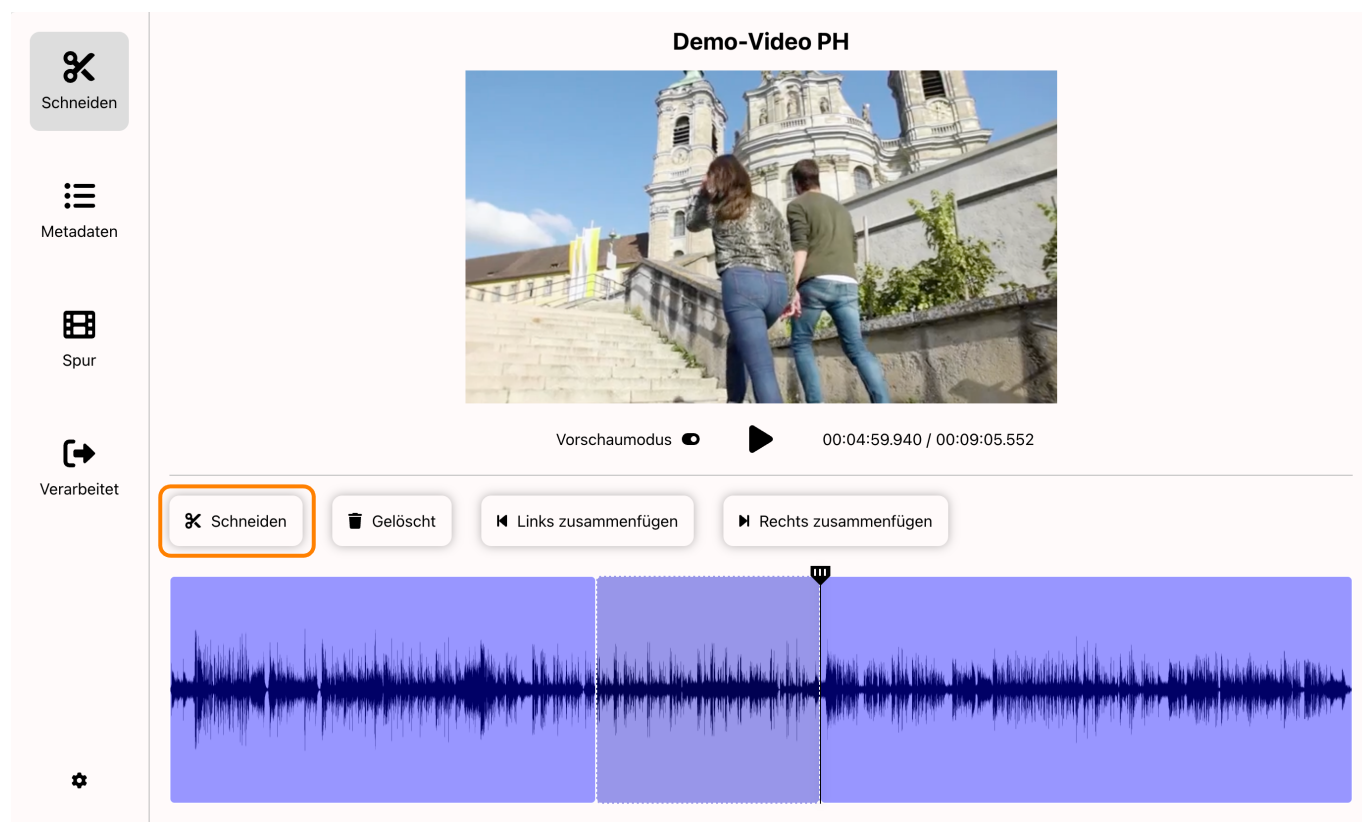 Schneiden
Metadaten
Spur
Verarbeitet
Demo-Video PH
Vorschaumodus
00:04:59.940 / 00:09:05.552
Schneiden
Gelöscht
Links zusammenfügen
Rechts zusammenfügen